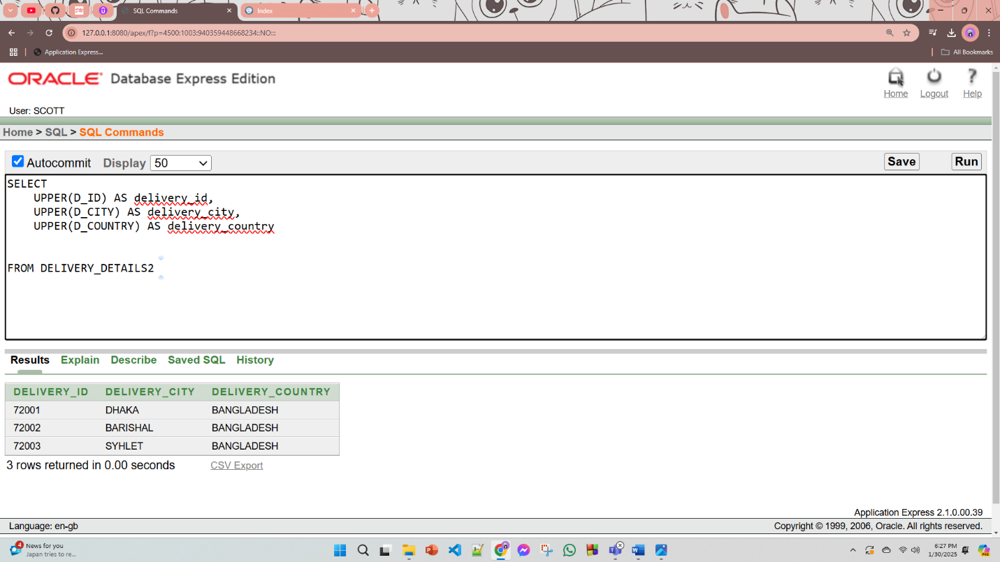 SQL Commands
Index
127.0.0.1:8080/apex/f?p=4500:1003:940359448668234::NO:::
Application Express...
All Bookmarks
ORACLE Database Express Edition
Home
Logout
Help
User: SCOTT
Home > SQL > SQL Commands
Autocommit
Display
50
Save
Run
SELECT
UPPER(D_ID) AS delivery_id,
UPPER(D_CITY) AS delivery_city,
UPPER(D_COUNTRY) AS delivery_country
FROM DELIVERY_DETAILS2
Results
Explain
Describe
Saved SQL
History
DELIVERY_ID DELIVERY_CITY DELIVERY_COUNTRY
72001 DHAKA BANGLADESH
72002 BARISHAL BANGLADESH
72003 SYHLET BANGLADESH
3 rows returned in 0.00 seconds
CSV Export
Application Express 2.1.0.00.39
Language: en-gb
Copyright © 1999, 2006, Oracle. All rights reserved.
4
News for you
Japan tries to re...
6:27 PM
1/30/2025
PRE